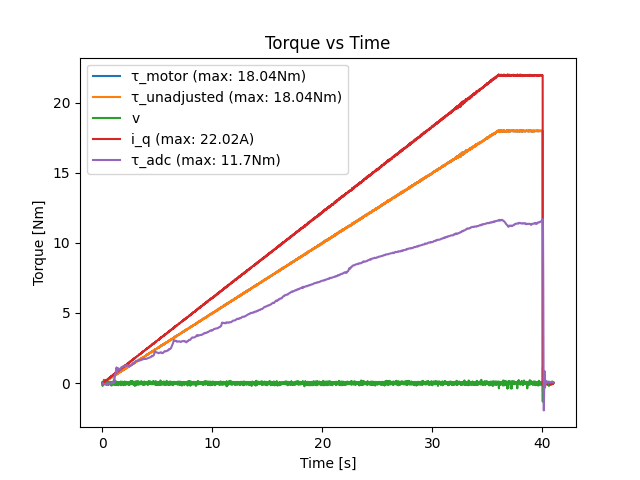 Torque vs Time
τ_motor (max: 18.04Nm)
τ_unadjusted (max: 18.04Nm)
v
i_q (max: 22.02A)
τ_adc (max: 11.7Nm)
Torque [Nm]
20
15
10
5
0
0 10 20 30 40
Time [s]